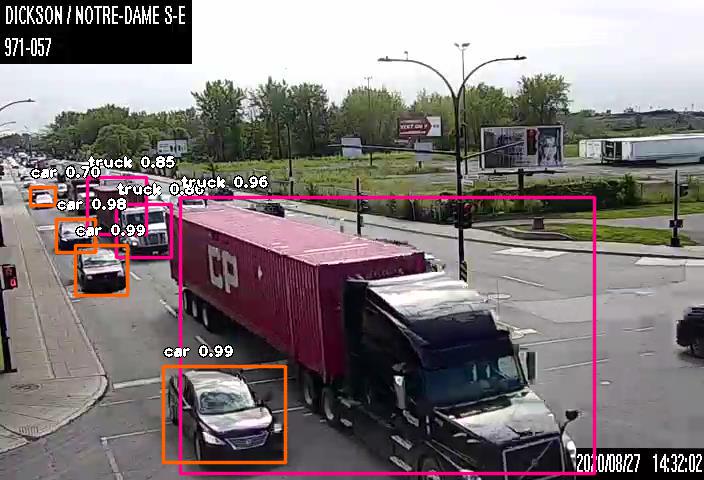 DICKSON / NOTRE-DAME S-E
971-057
truck 0.85
car 0.70
truck 0.96
car 0.98
car 0.99
CP
car 0.99
2020/08/27 14:32:02